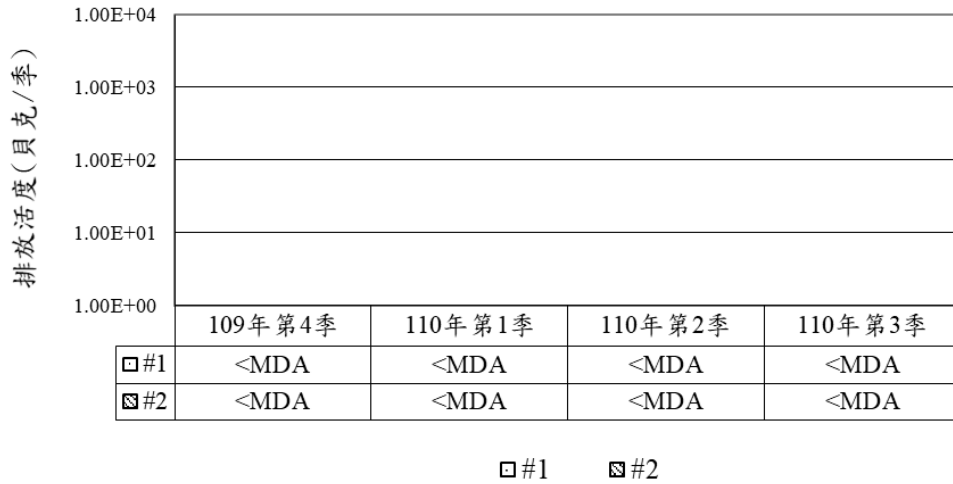 排放活度(貝克/季)
1.00E+04
1.00E+03
1.00E+02
1.00E+01
1.00E+00
109年第4季 110年第1季 110年第2季 110年第3季
#1 <MDA <MDA <MDA <MDA
#2 <MDA <MDA <MDA <MDA
#1 #2